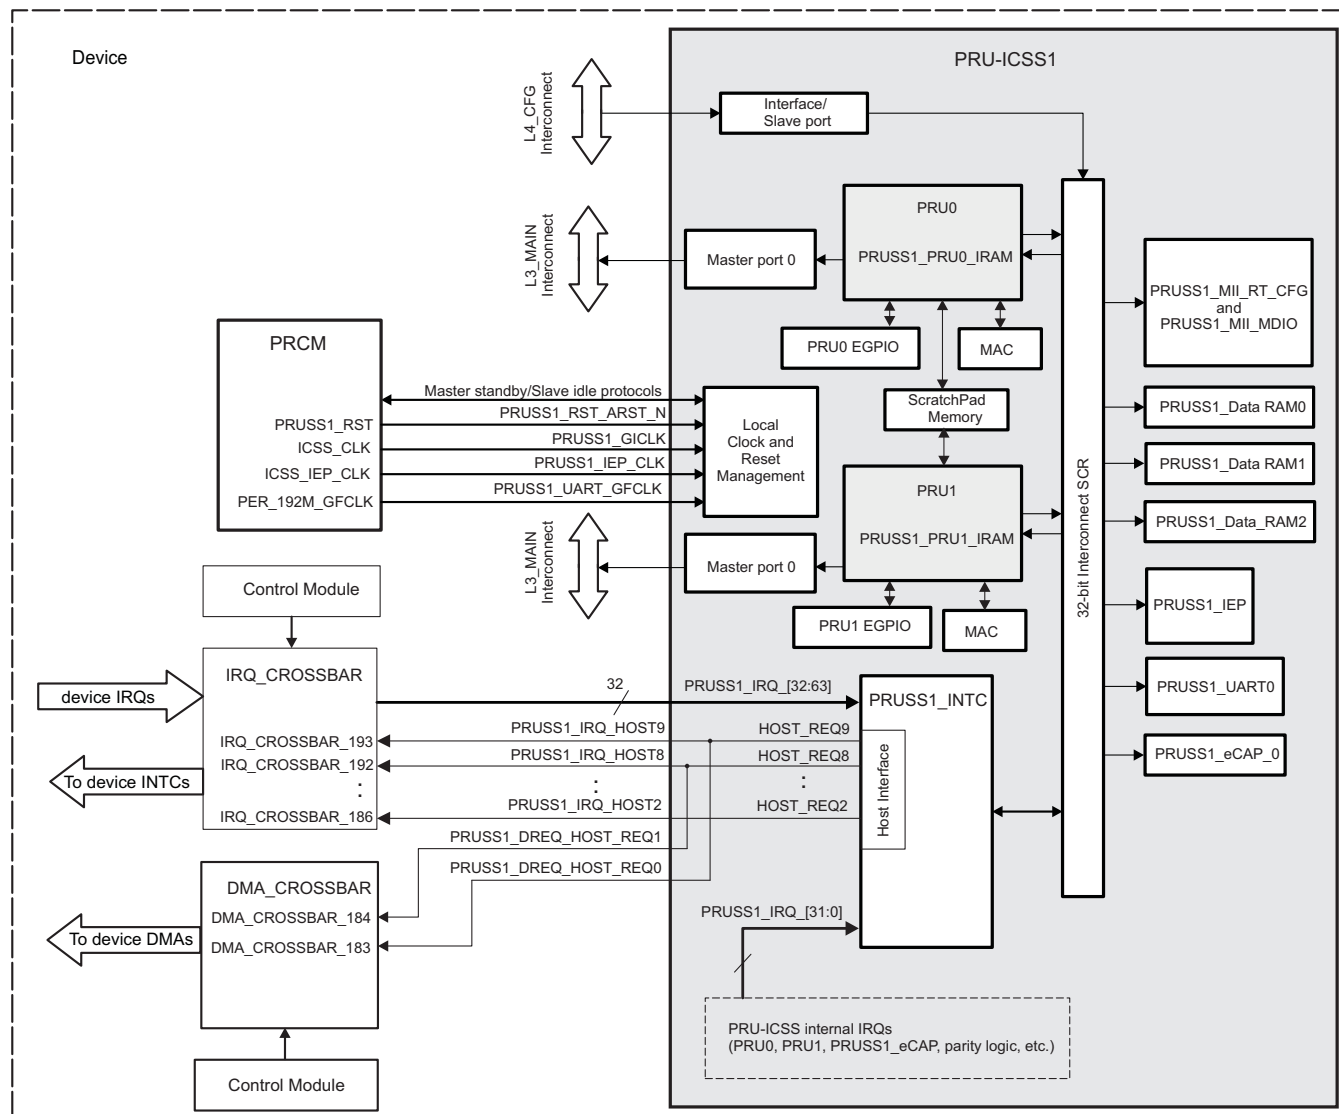 Device
PRU-ICSS1
L4_CFG
Interconnect
Interface/
Slave port
L3_MAIN
Interconnect
Master port 0
PRU0
PRUSS1_PRU0_IRAM
PRU0 EGPIO
MAC
ScratchPad
Memory
32-bit Interconnect SCR
PRUSS1_MII_RT_CFG
and
PRUSS1_MII_MDIO
PRUSS1_Data RAM0
PRUSS1_Data RAM1
PRUSS1_Data_RAM2
PRUSS1_IEP
PRUSS1_UART0
PRUSS1_eCAP_0
PRCM
PRUSS1_RST
ICSS_CLK
ICSS_IEP_CLK
PER_192M_GFCLK
Master standby/Slave idle protocols
PRUSS1_RST_ARST_N
PRUSS1_GICLK
PRUSS1_IEP_CLK
PRUSS1_UART_GFCLK
Local
Clock and
Reset
Management
PRU1
PRUSS1_PRU1_IRAM
L3_MAIN
Interconnect
Master port 0
PRU1 EGPIO
MAC
Control Module
device IRQs
IRQ_CROSSBAR
IRQ_CROSSBAR_193
IRQ_CROSSBAR_192
:
IRQ_CROSSBAR_186
To device INTCs
32
PRUSS1_IRQ_[32:63]
PRUSS1_IRQ_HOST9
PRUSS1_IRQ_HOST8
:
PRUSS1_IRQ_HOST2
PRUSS1_DREQ_HOST_REQ1
PRUSS1_DREQ_HOST_REQ0
HOST_REQ9
HOST_REQ8
:
HOST_REQ2
PRUSS1_INTC
Host Interface
DMA_CROSSBAR
DMA_CROSSBAR_184
DMA_CROSSBAR_183
To device DMAs
Control Module
PRUSS1_IRQ_[31:0]
PRU-ICSS internal IRQs
(PRU0, PRU1, PRUSS1_eCAP, parity logic, etc.)